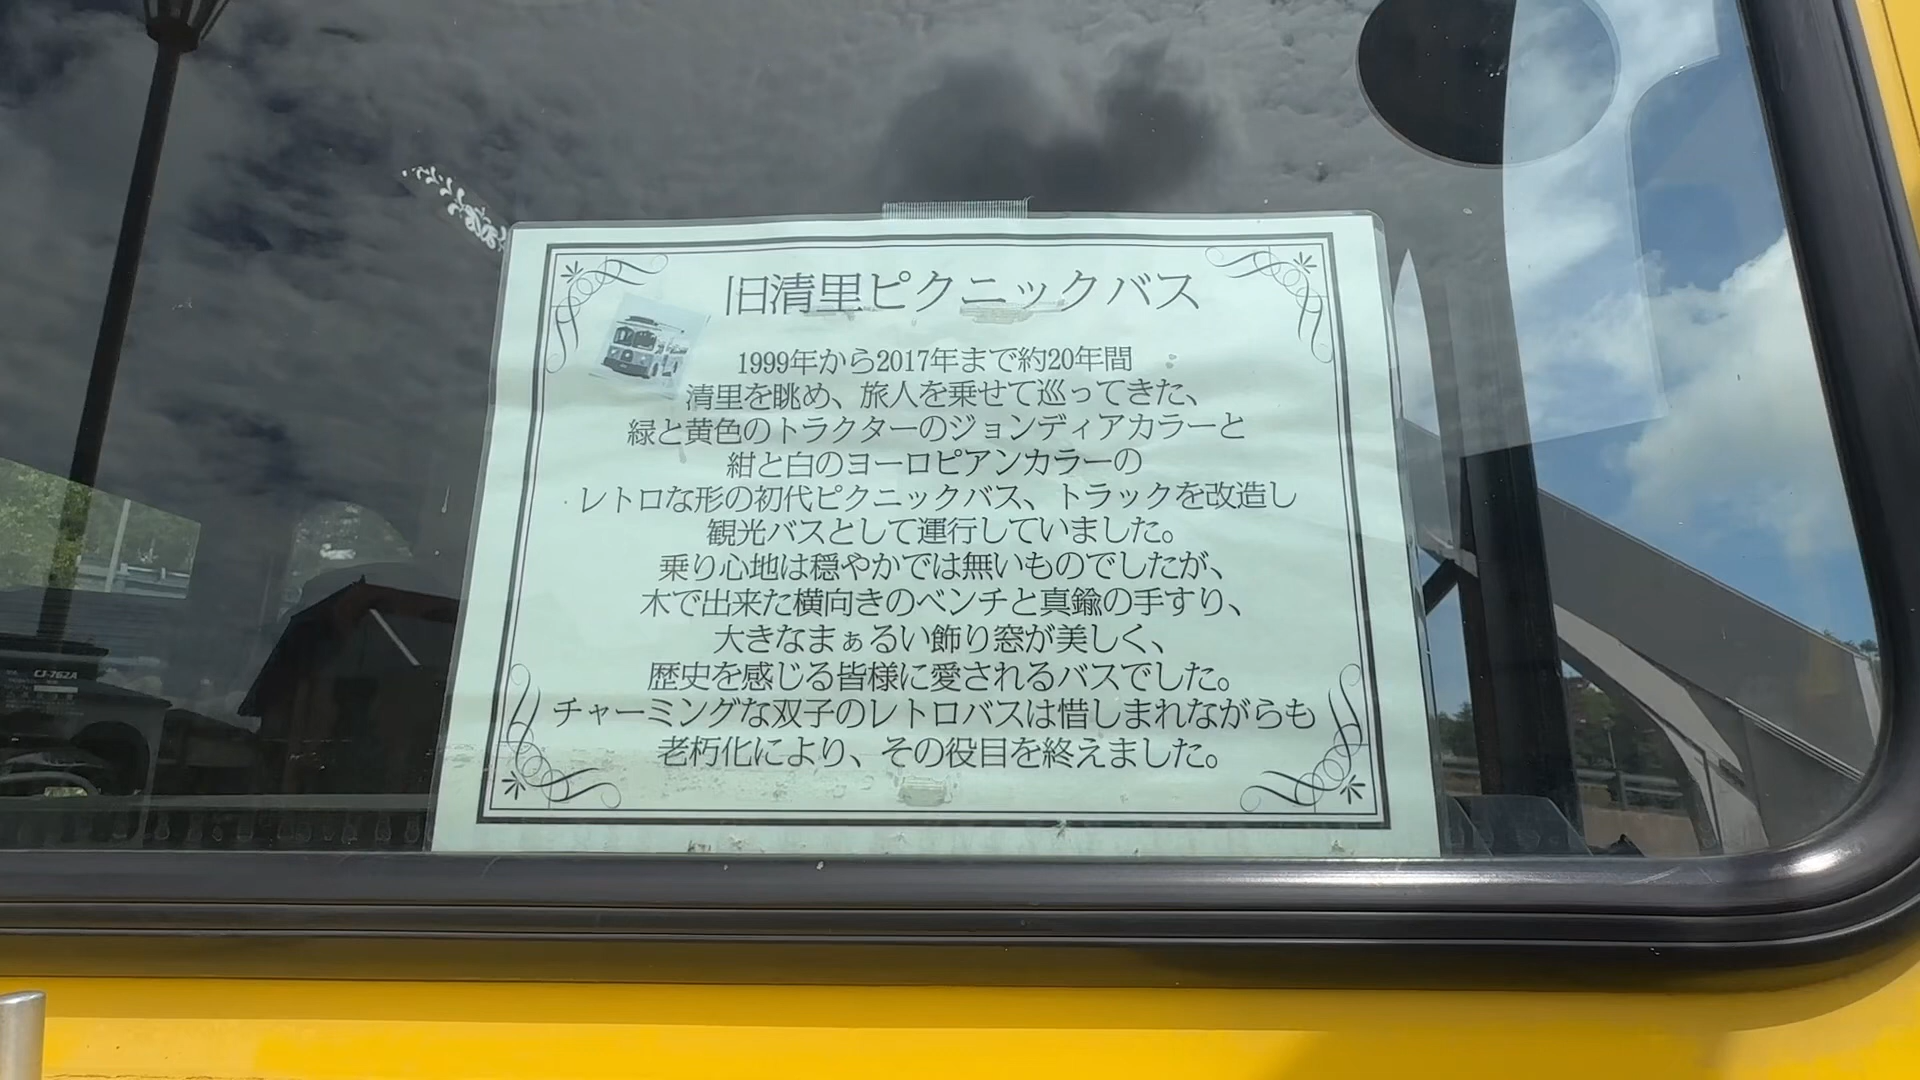 旧清里ピクニックバス
1999年から2017年まで約20年間
清里を眺め、旅人を乗せて巡ってきた、
緑と黄色のトラクターのジョンディアカラーと
紺と白のヨーロピアンカラーの
レトロな形の初代ピクニックバス、トラックを改造し
観光バスとして運行していました。
乗り心地は穏やかでは無いものでしたが、
木で出来た横向きのベンチと真鍮の手すり、
大きなまぁるい飾り窓が美しく、
歴史を感じる皆様に愛されるバスでした。
チャーミングな双子のレトロバスは惜しまれながらも
老朽化により、その役目を終えました。
CJ-762A